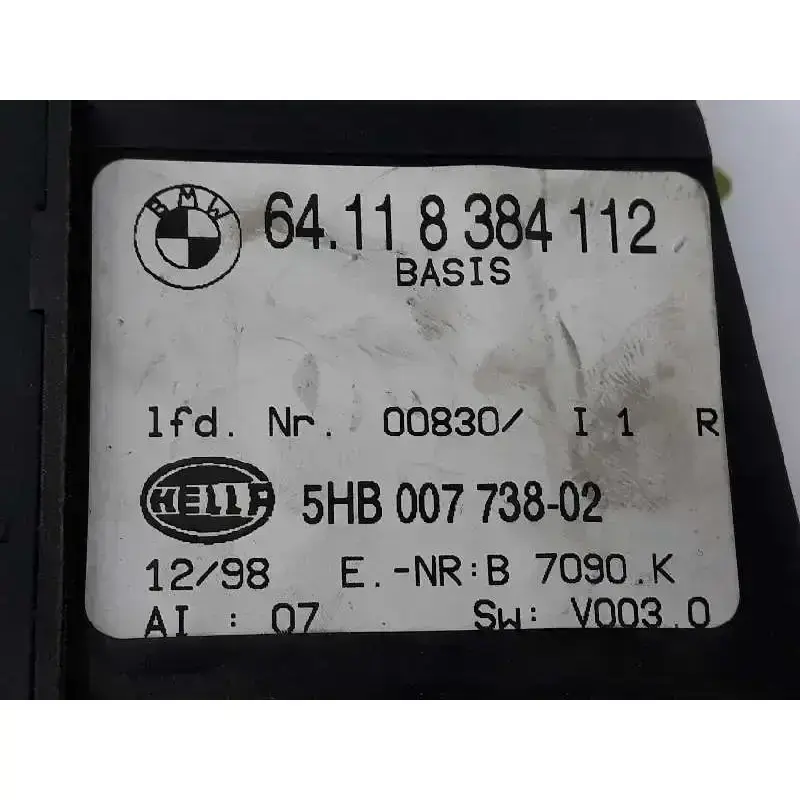 BMW
64.11 8 384 112
BASIS
lfd. Nr. 00830/ I 1 R
HELLA 5HB 007 738-02
12/98 E.-NR:B 7090.K
AI : 07 Sw: V003.0